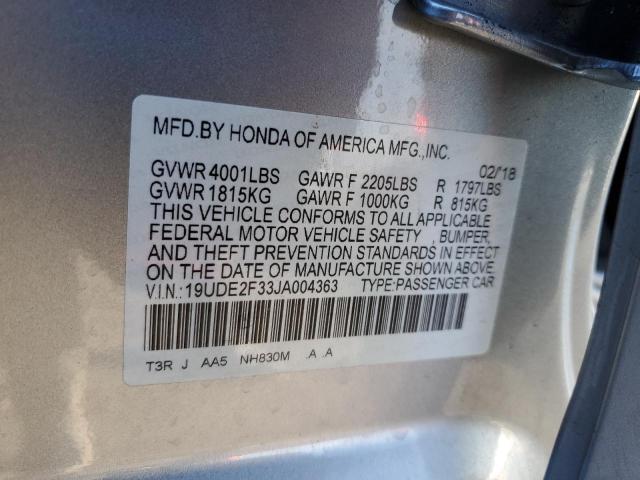 MFD.BY HONDA OF AMERICA MFG.,INC.
02/'18
GVWR 4001LBS GAWR F 2205LBS R 1797LBS
GVWR 1815KG GAWR F 1000KG R 815KG
THIS VEHICLE CONFORMS TO ALL APPLICABLE
FEDERAL MOTOR VEHICLE SAFETY , BUMPER,
AND THEFT PREVENTION STANDARDS IN EFFECT
ON THE DATE OF MANUFACTURE SHOWN ABOVE.
V.I.N.:19UDE2F33JA004363 TYPE:PASSENGER CAR
T3R J AA5 NH830M .A .A